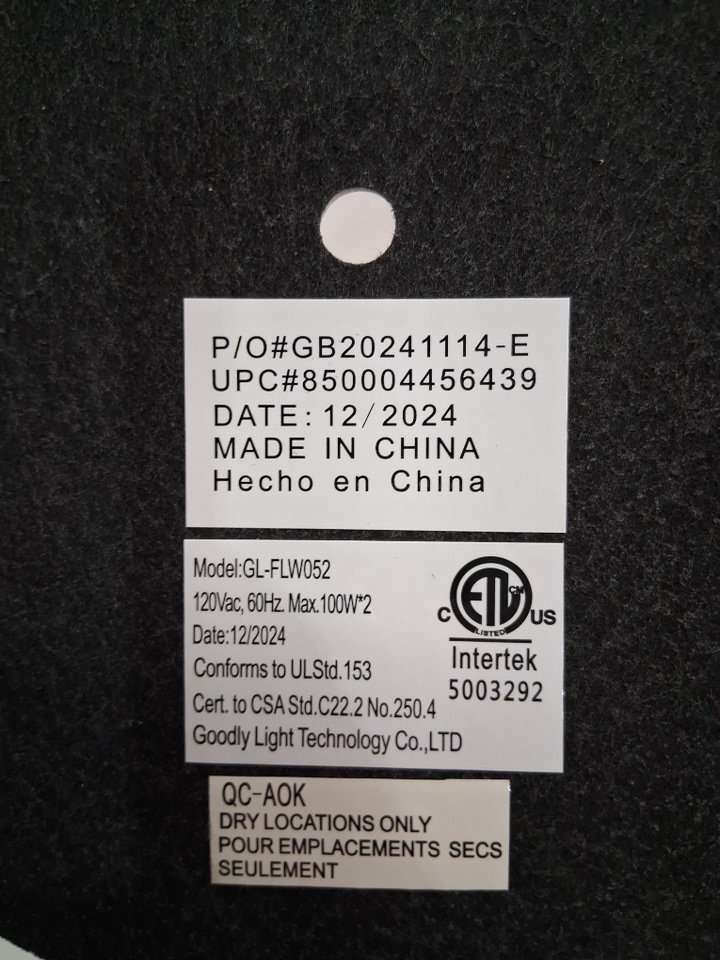 P/O#GB20241114-E
UPC#850004456439
DATE: 12/2024
MADE IN CHINA
Hecho en China
Model:GL-FLW052
120Vac, 60Hz. Max.100W*2
Date:12/2024
Conforms to ULStd.153
Cert. to CSA Std.C22.2 No.250.4
Goodly Light Technology Co.,LTD
ETL CM
C US
LISTED
Intertek
5003292
QC-AOK
DRY LOCATIONS ONLY
POUR EMPLACEMENTS SECS
SEULEMENT